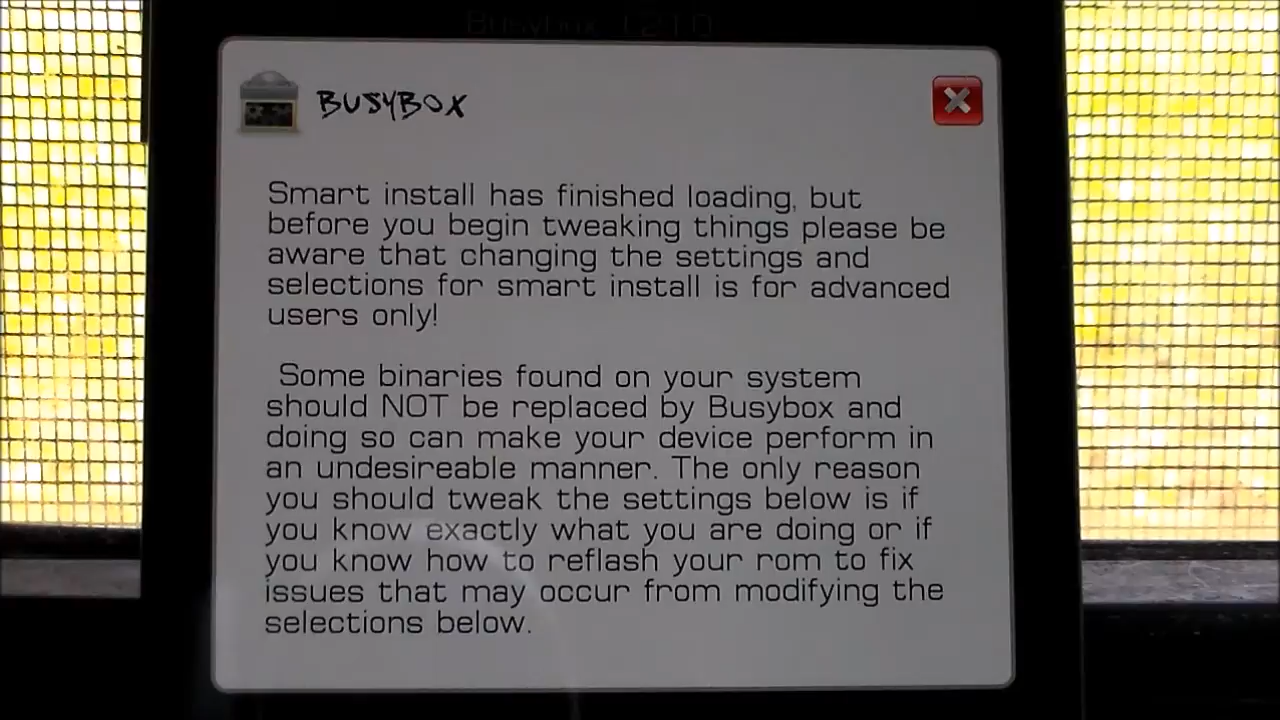 Busybox 1.21.0
BUSYBOX
Smart install has finished loading, but
before you begin tweaking things please be
aware that changing the settings and
selections for smart install is for advanced
users only!
Some binaries found on your system
should NOT be replaced by Busybox and
doing so can make your device perform in
an undesireable manner. The only reason
you should tweak the settings below is if
you know exactly what you are doing or if
you know how to reflash your rom to fix
issues that may occur from modifying the
selections below.